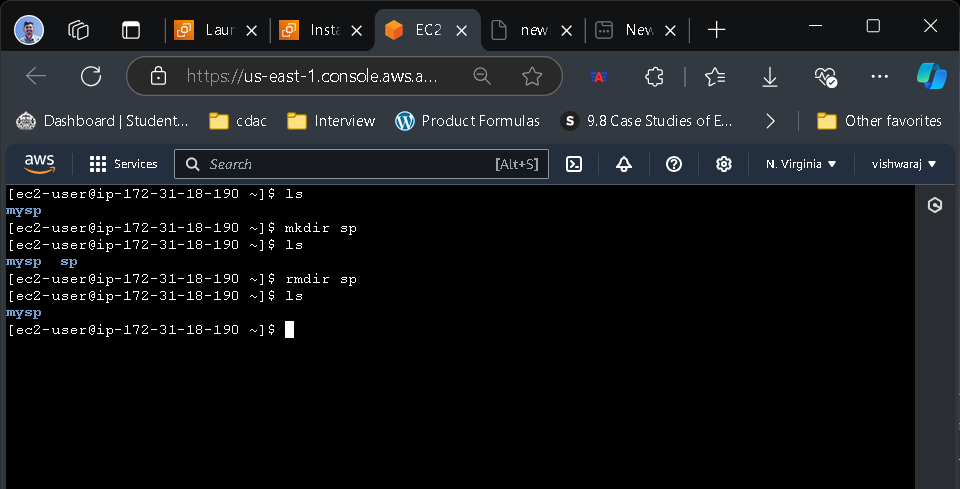 Laur
Insta
EC2
new
New
https://us-east-1.console.aws.a...
Dashboard | Student...
cdac
Interview
Product Formulas
S
9.8 Case Studies of E...
Other favorites
aws
Services
Search
[Alt+S]
N. Virginia
vishwaraj
[ec2-user@ip-172-31-18-190 ~]$ ls
mysp
[ec2-user@ip-172-31-18-190 ~]$ mkdir sp
[ec2-user@ip-172-31-18-190 ~]$ ls
mysp  sp
[ec2-user@ip-172-31-18-190 ~]$ rmdir sp
[ec2-user@ip-172-31-18-190 ~]$ ls
mysp
[ec2-user@ip-172-31-18-190 ~]$